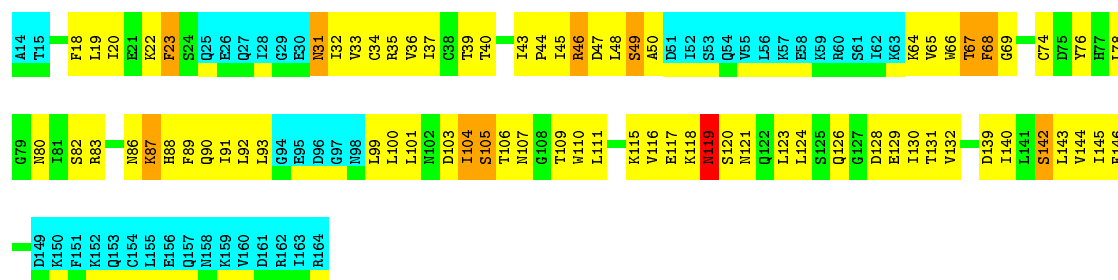 A14 T15 F18 L19 I20 E21 K22 F23 S24 Q25 E26 Q27 I28 G29 E30 N31 I32 V33 C34 R35 V36 I37 C38 T39 T40 I43 P44 I45 R46 D47 L48 S49 A50 D51 I52 S53 Q54 V55 L56 K57 E58 K59 R60 S61 I62 K63 K64 V65 W66 T67 F68 G69 C74 D75 Y76 H77 L78
G79 N80 I81 S82 R83 N86 K87 H88 F89 Q90 I91 L92 L93 G94 E95 D96 G97 N98 L99 L100 L101 N102 D103 I104 S105 T106 N107 G108 T109 W110 L111 K115 V116 E117 K118 N119 S120 N121 Q122 L123 L124 S125 Q126 G127 D128 E129 I130 T131 V132 D139 I140 L141 S142 L143 V144 I145
D149 K150 F151 K152 Q153 C154 L155 E156 Q157 N158 K159 V160 D161 R162 I163 R164